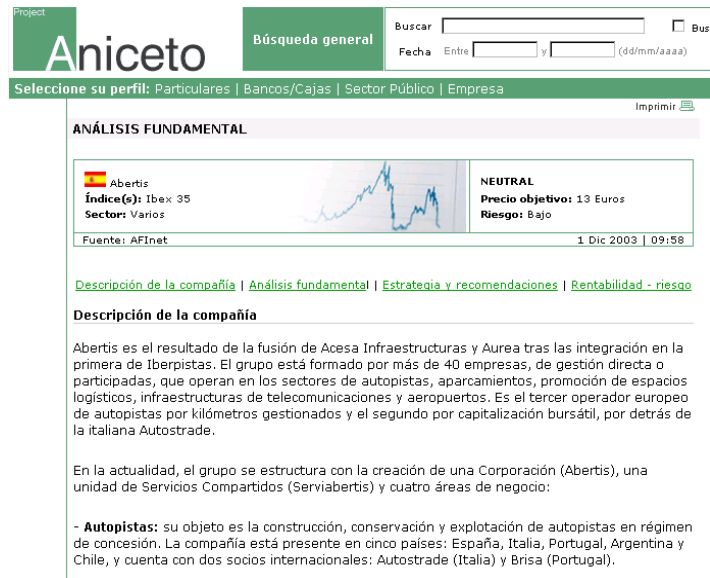 Project
Aniceto
Búsqueda general
Buscar
Bus
Fecha Entre y (dd/mm/aaaa)
Seleccione su perfil: Particulares | Bancos/Cajas | Sector Público | Empresa
Imprimir
ANÁLISIS FUNDAMENTAL
Abertis
Índice(s): Ibex 35
Sector: Varios
NEUTRAL
Precio objetivo: 13 Euros
Riesgo: Bajo
Fuente: AFInet
1 Dic 2003 | 09:58
Descripción de la compañía | Análisis fundamental | Estrategia y recomendaciones | Rentabilidad - riesgo
Descripción de la compañía
Abertis es el resultado de la fusión de Acesa Infraestructuras y Aurea tras las integración en la
primera de Iberpistas. El grupo está formado por más de 40 empresas, de gestión directa o
participadas, que operan en los sectores de autopistas, aparcamientos, promoción de espacios
logísticos, infraestructuras de telecomunicaciones y aeropuertos. Es el tercer operador europeo
de autopistas por kilómetros gestionados y el segundo por capitalización bursátil, por detrás de
la italiana Autostrade.
En la actualidad, el grupo se estructura con la creación de una Corporación (Abertis), una
unidad de Servicios Compartidos (Serviabertis) y cuatro áreas de negocio:
- Autopistas: su objeto es la construcción, conservación y explotación de autopistas en régimen
de concesión. La compañía está presente en cinco países: España, Italia, Portugal, Argentina y
Chile, y cuenta con dos socios internacionales: Autostrade (Italia) y Brisa (Portugal).